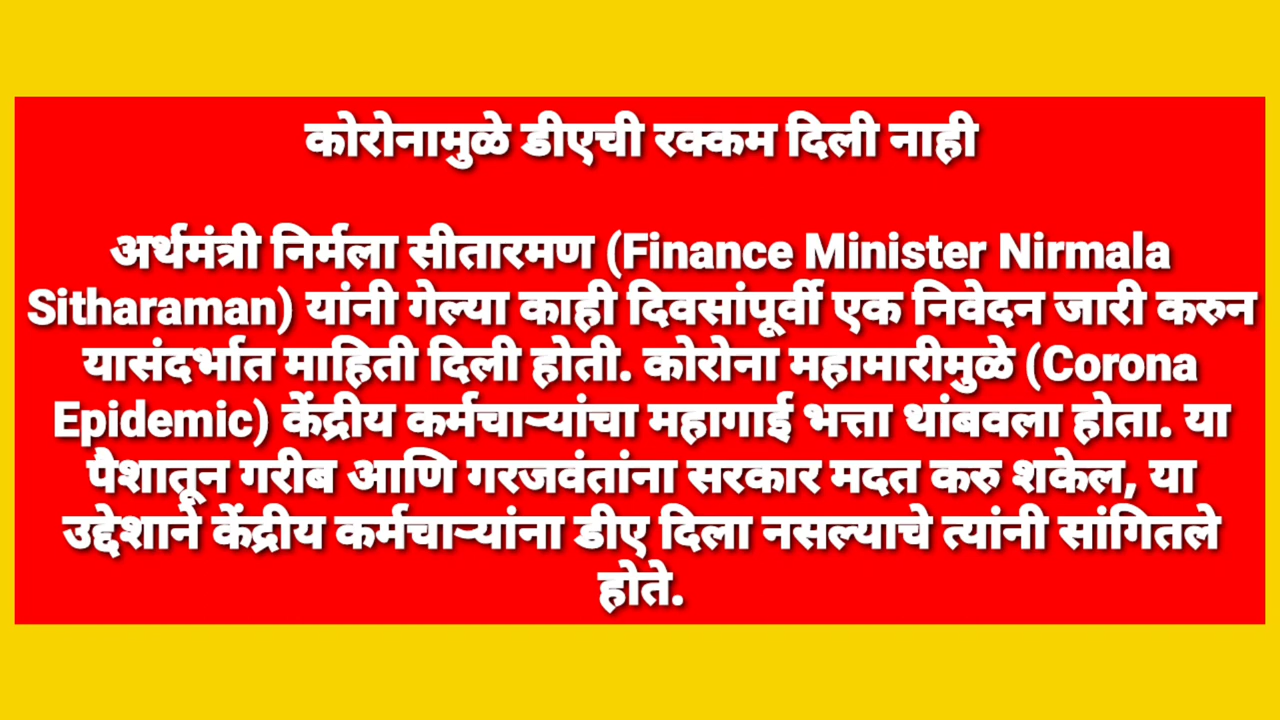 कोरोनामुळे डीएची रक्कम दिली नाही
अर्थमंत्री निर्मला सीतारमण (Finance Minister Nirmala
Sitharaman) यांनी गेल्या काही दिवसांपूर्वी एक निवेदन जारी करुन
यासंदर्भात माहिती दिली होती. कोरोना महामारीमुळे (Corona
Epidemic) केंद्रीय कर्मचाऱ्यांचा महागाई भत्ता थांबवला होता. या
पैशातून गरीब आणि गरजवंतांना सरकार मदत करु शकेल, या
उद्देशाने केंद्रीय कर्मचाऱ्यांना डीए दिला नसल्याचे त्यांनी सांगितले
होते.